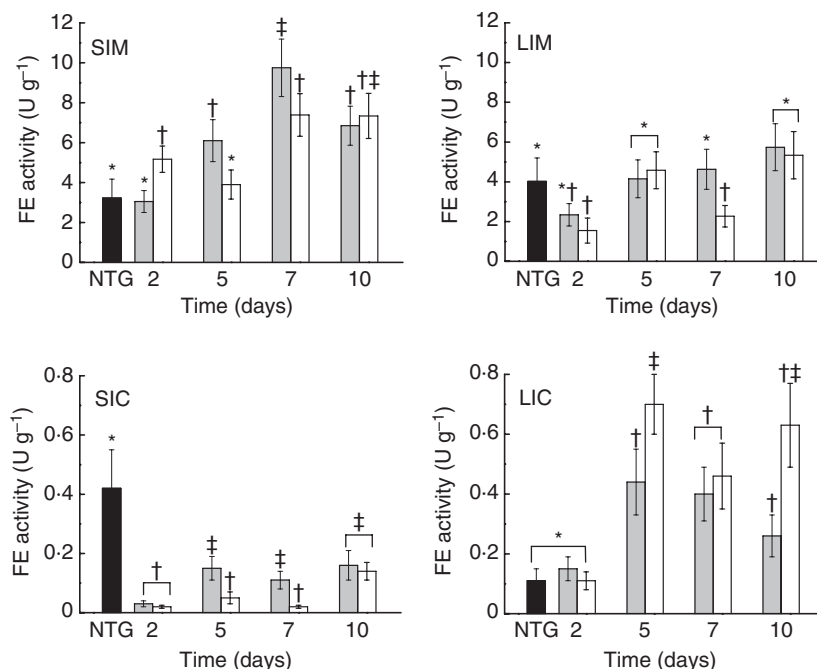 SIM
FE activity (U g⁻¹)
12
10
8
6
4
2
0
* * † † * ‡ † † †‡
NTG 2 5 7 10
Time (days)
LIM
FE activity (U g⁻¹)
12
10
8
6
4
2
0
* *† † * * † *
NTG 2 5 7 10
Time (days)
SIC
FE activity (U g⁻¹)
0·8
0·6
0·4
0·2
0
* † ‡ † ‡ † ‡
NTG 2 5 7 10
Time (days)
LIC
FE activity (U g⁻¹)
0·8
0·6
0·4
0·2
0
* † ‡ † † †‡
NTG 2 5 7 10
Time (days)